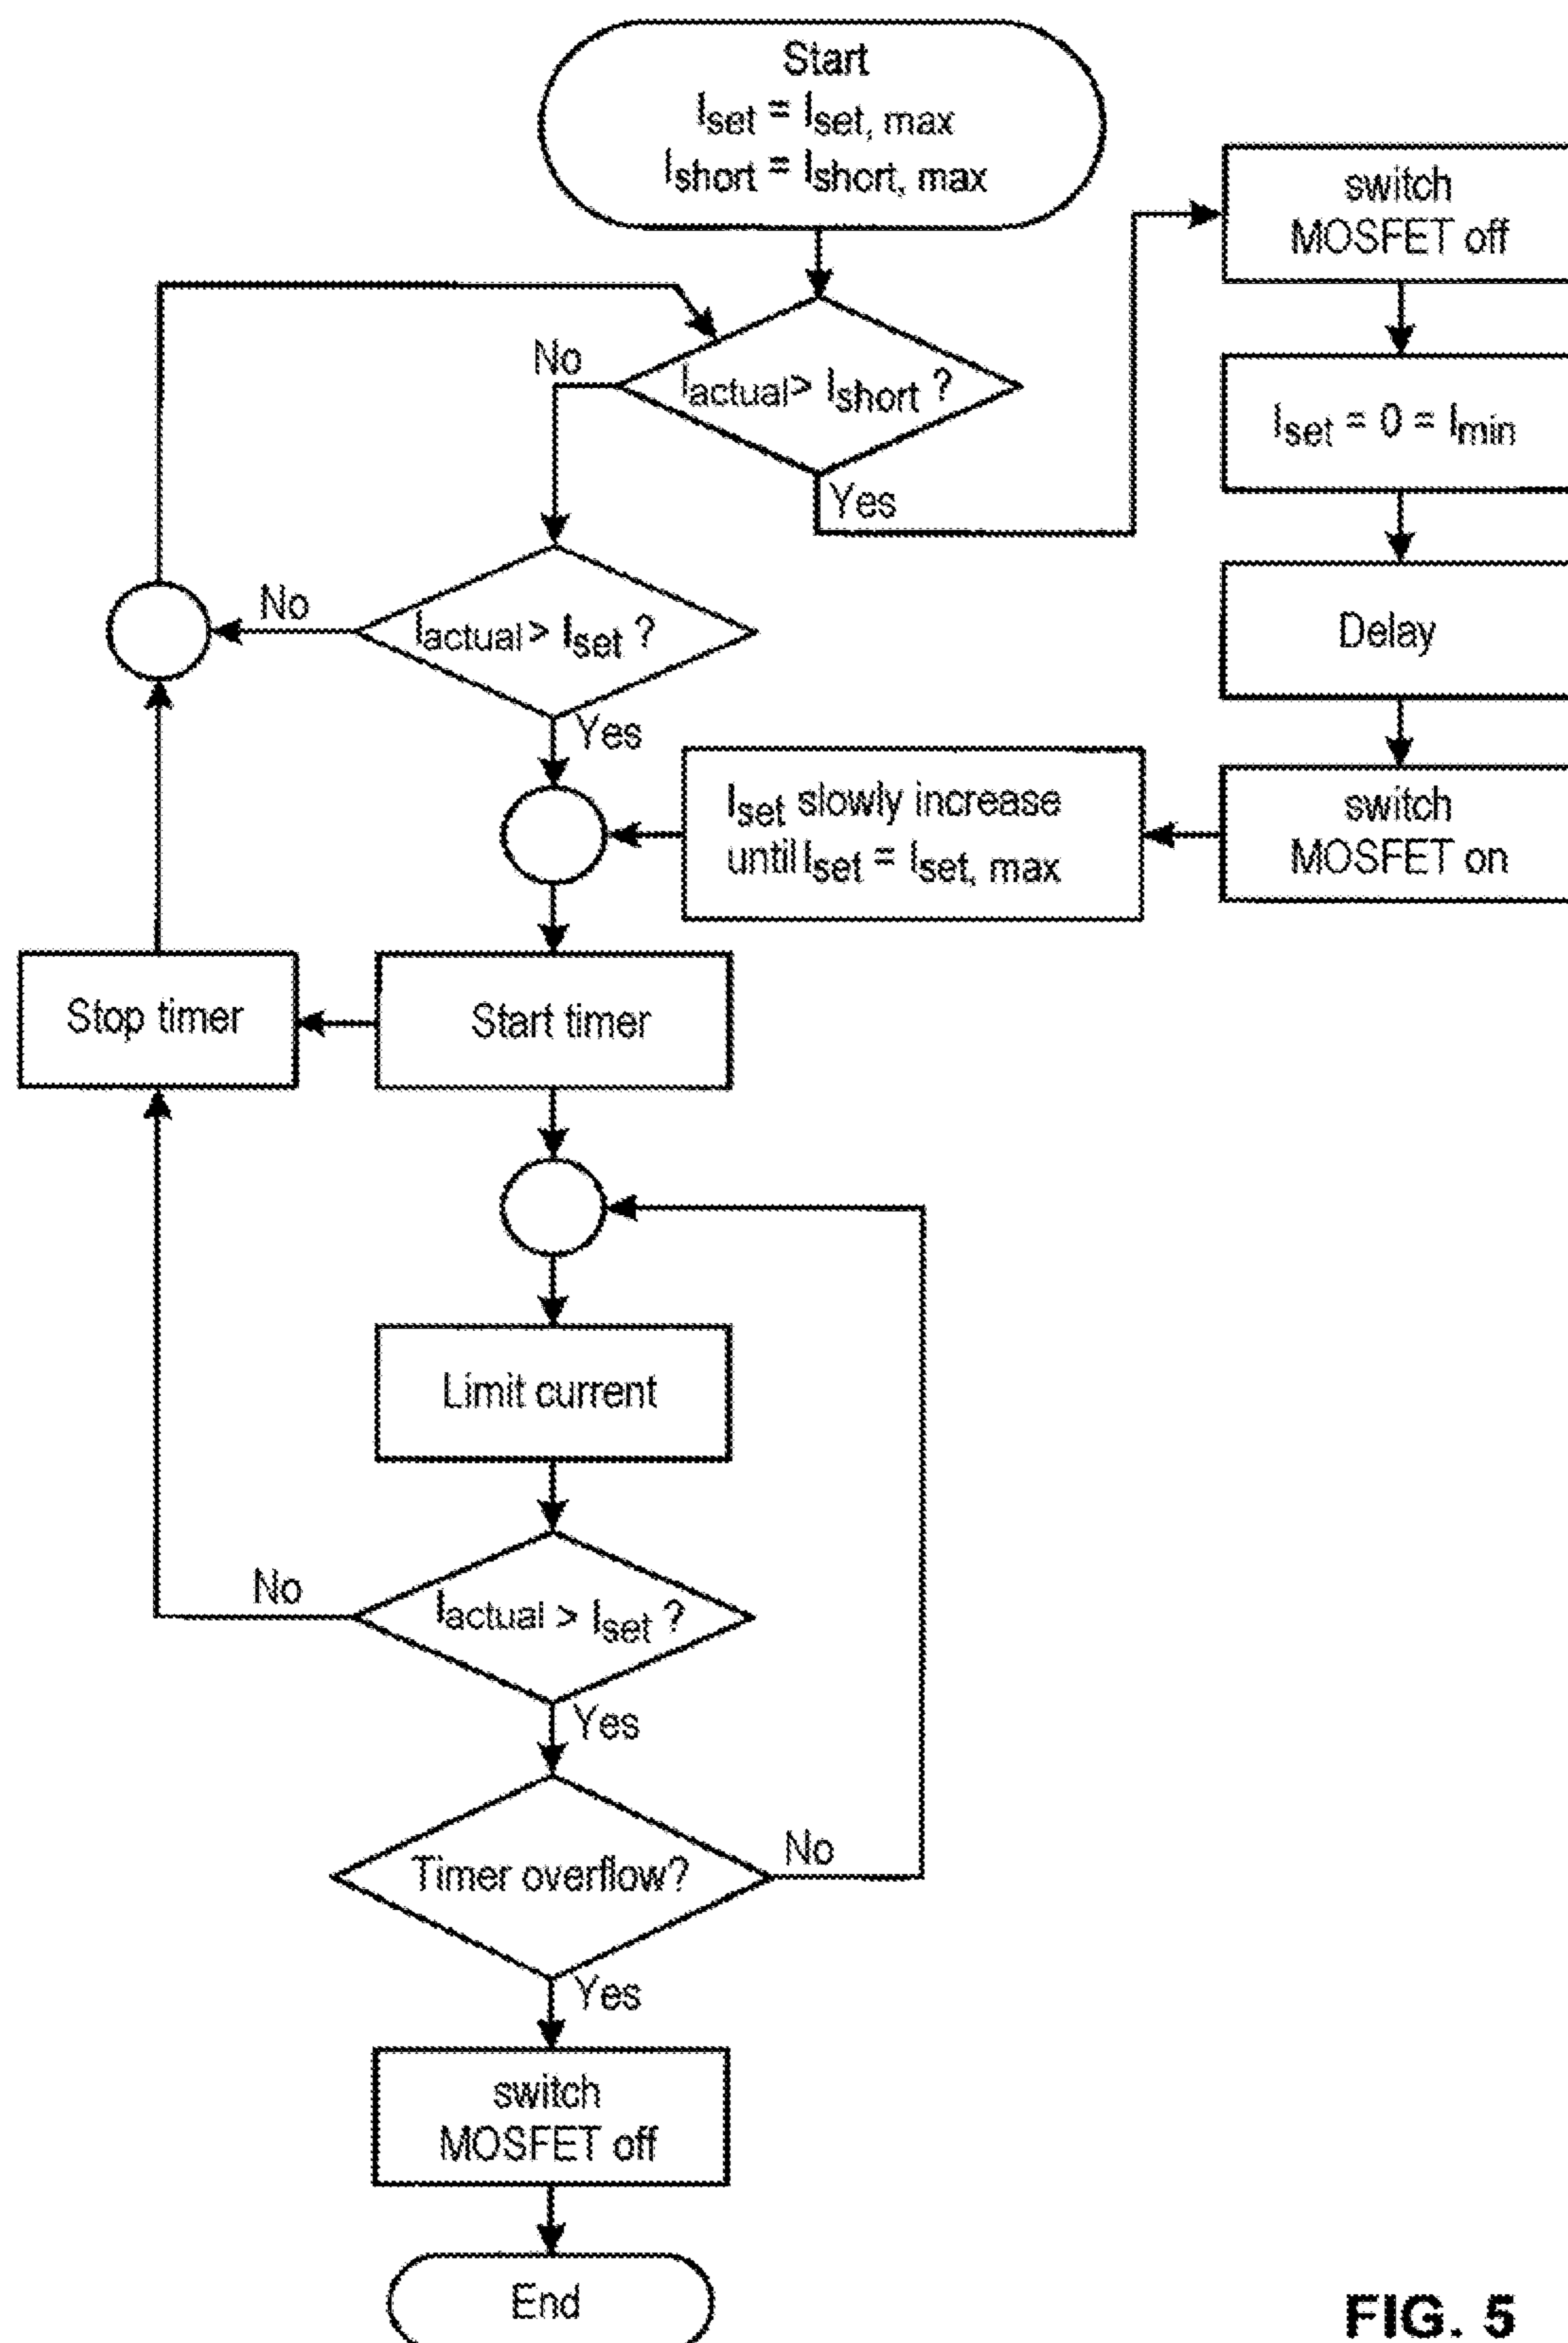 Start
Iset = Iset, max
Ishort = Ishort, max
switch
MOSFET off
No
Iactual > Ishort ?
Iset = 0 = Imin
Yes
No
Iactual > Iset ?
Delay
Yes
Iset slowly increase
until Iset = Iset, max
switch
MOSFET on
Stop timer
Start timer
Limit current
No
Iactual > Iset ?
Yes
Timer overflow?
No
Yes
switch
MOSFET off
End
FIG. 5